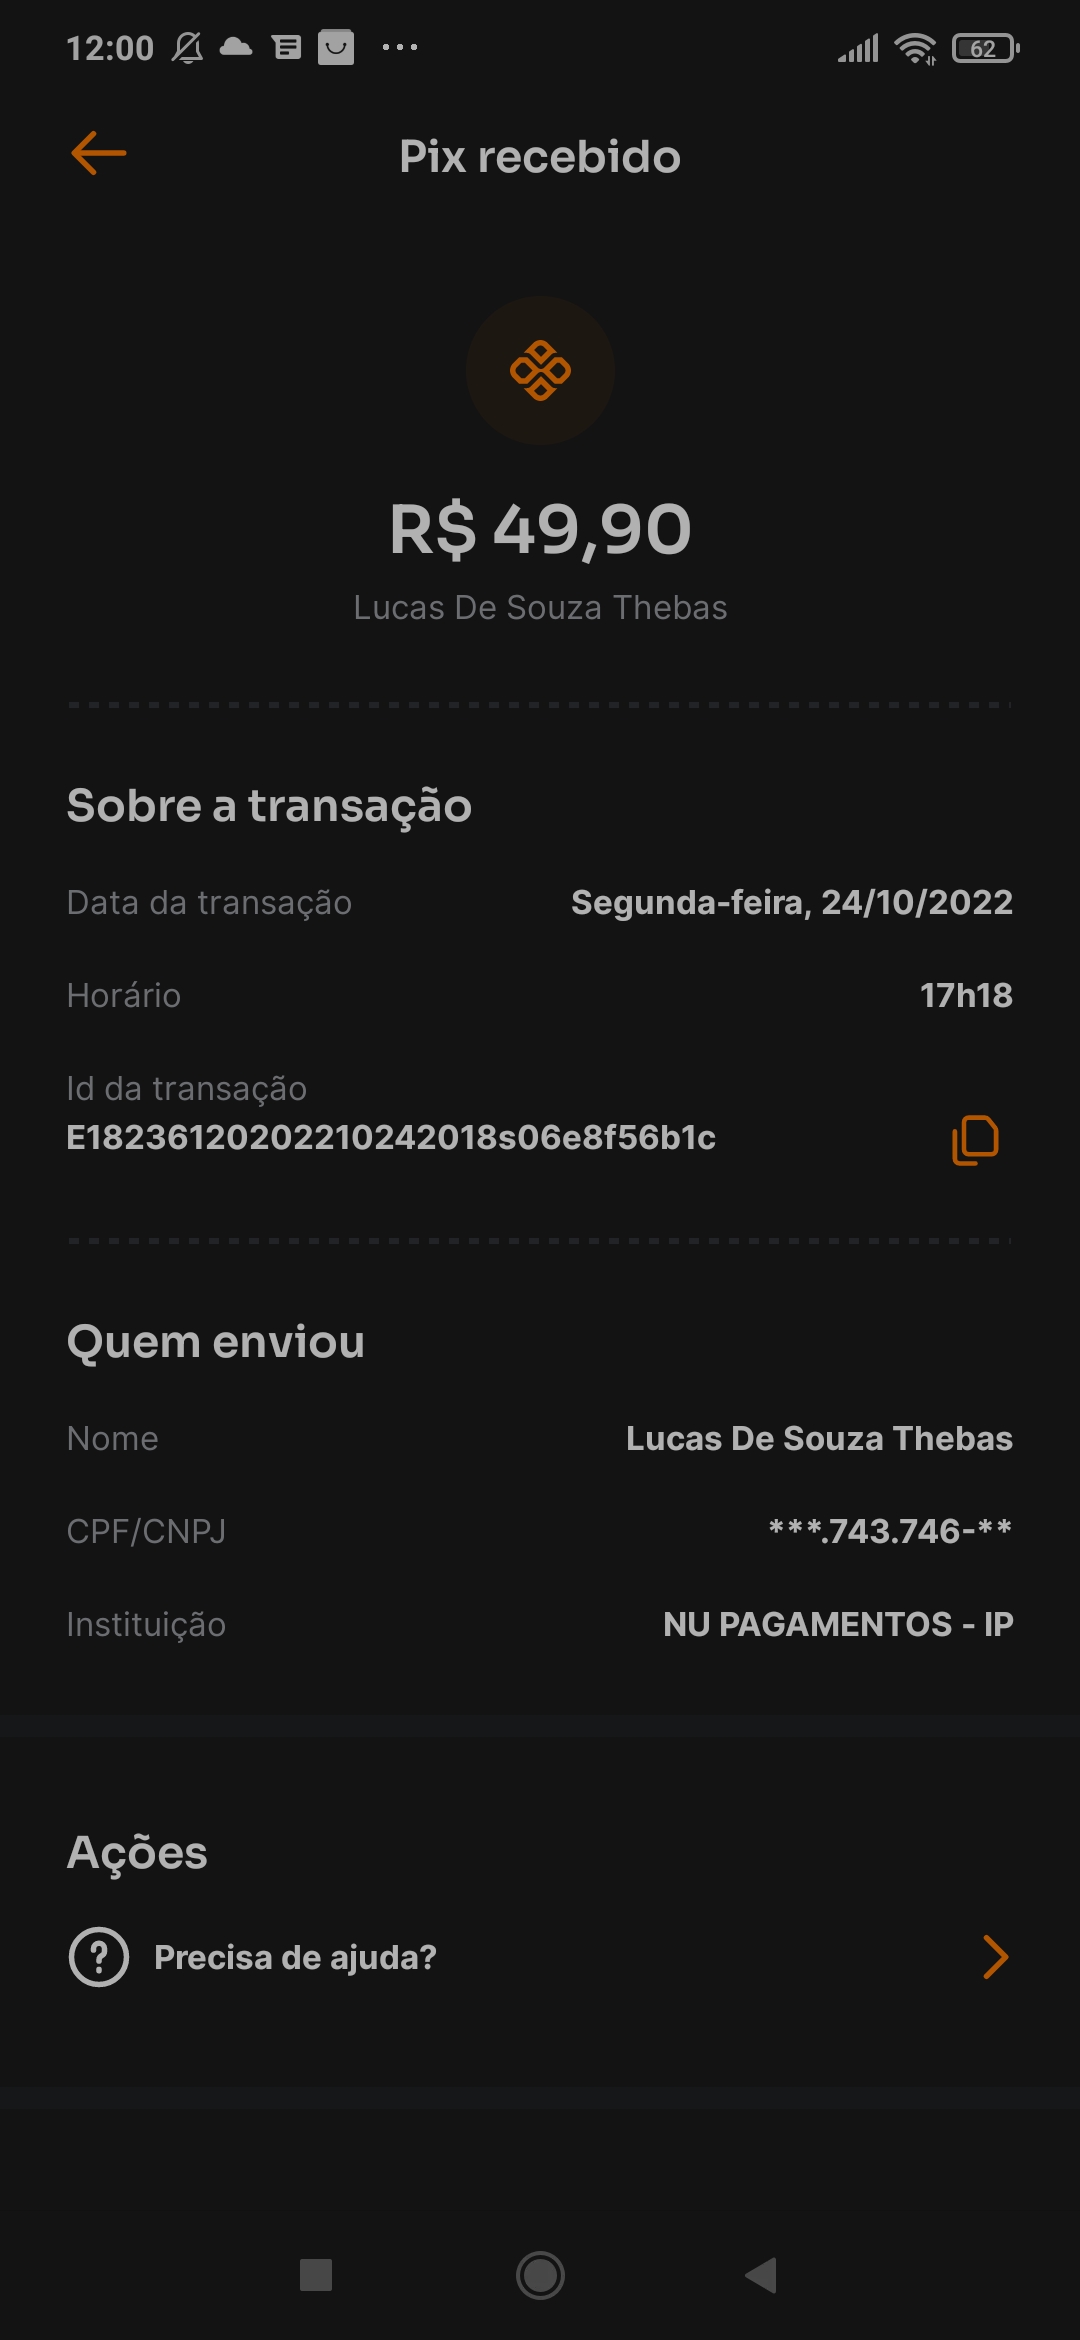 12:00
62
Pix recebido
R$ 49,90
Lucas De Souza Thebas
Sobre a transação
Data da transação Segunda-feira, 24/10/2022
Horário 17h18
Id da transação
E18236120202210242018s06e8f56b1c
Quem enviou
Nome Lucas De Souza Thebas
CPF/CNPJ ***.743.746-**
Instituição NU PAGAMENTOS - IP
Ações
Precisa de ajuda?